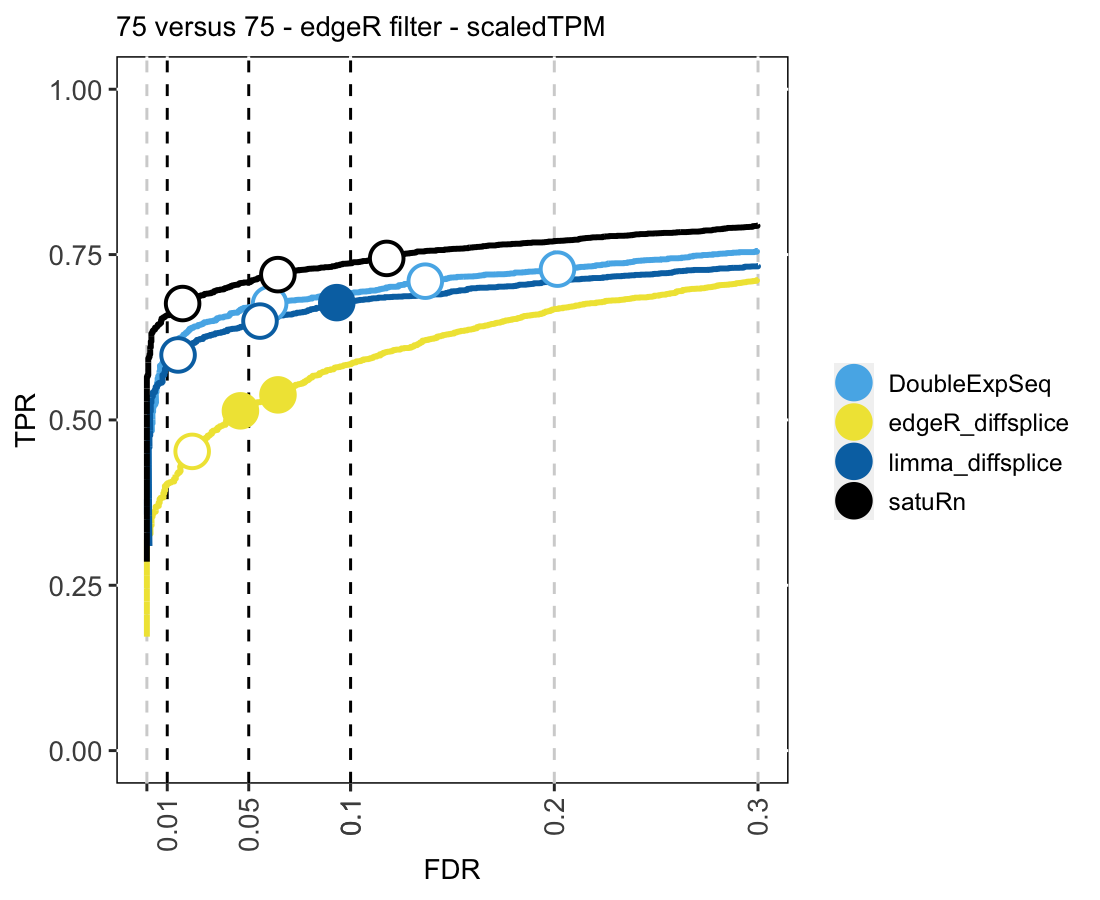 75 versus 75 - edgeR filter - scaledTPM
1.00
0.75
0.50
0.25
0.00
TPR
0.01
0.05
0.1
0.2
0.3
FDR
DoubleExpSeq
edgeR_diffsplice
limma_diffsplice
satuRn